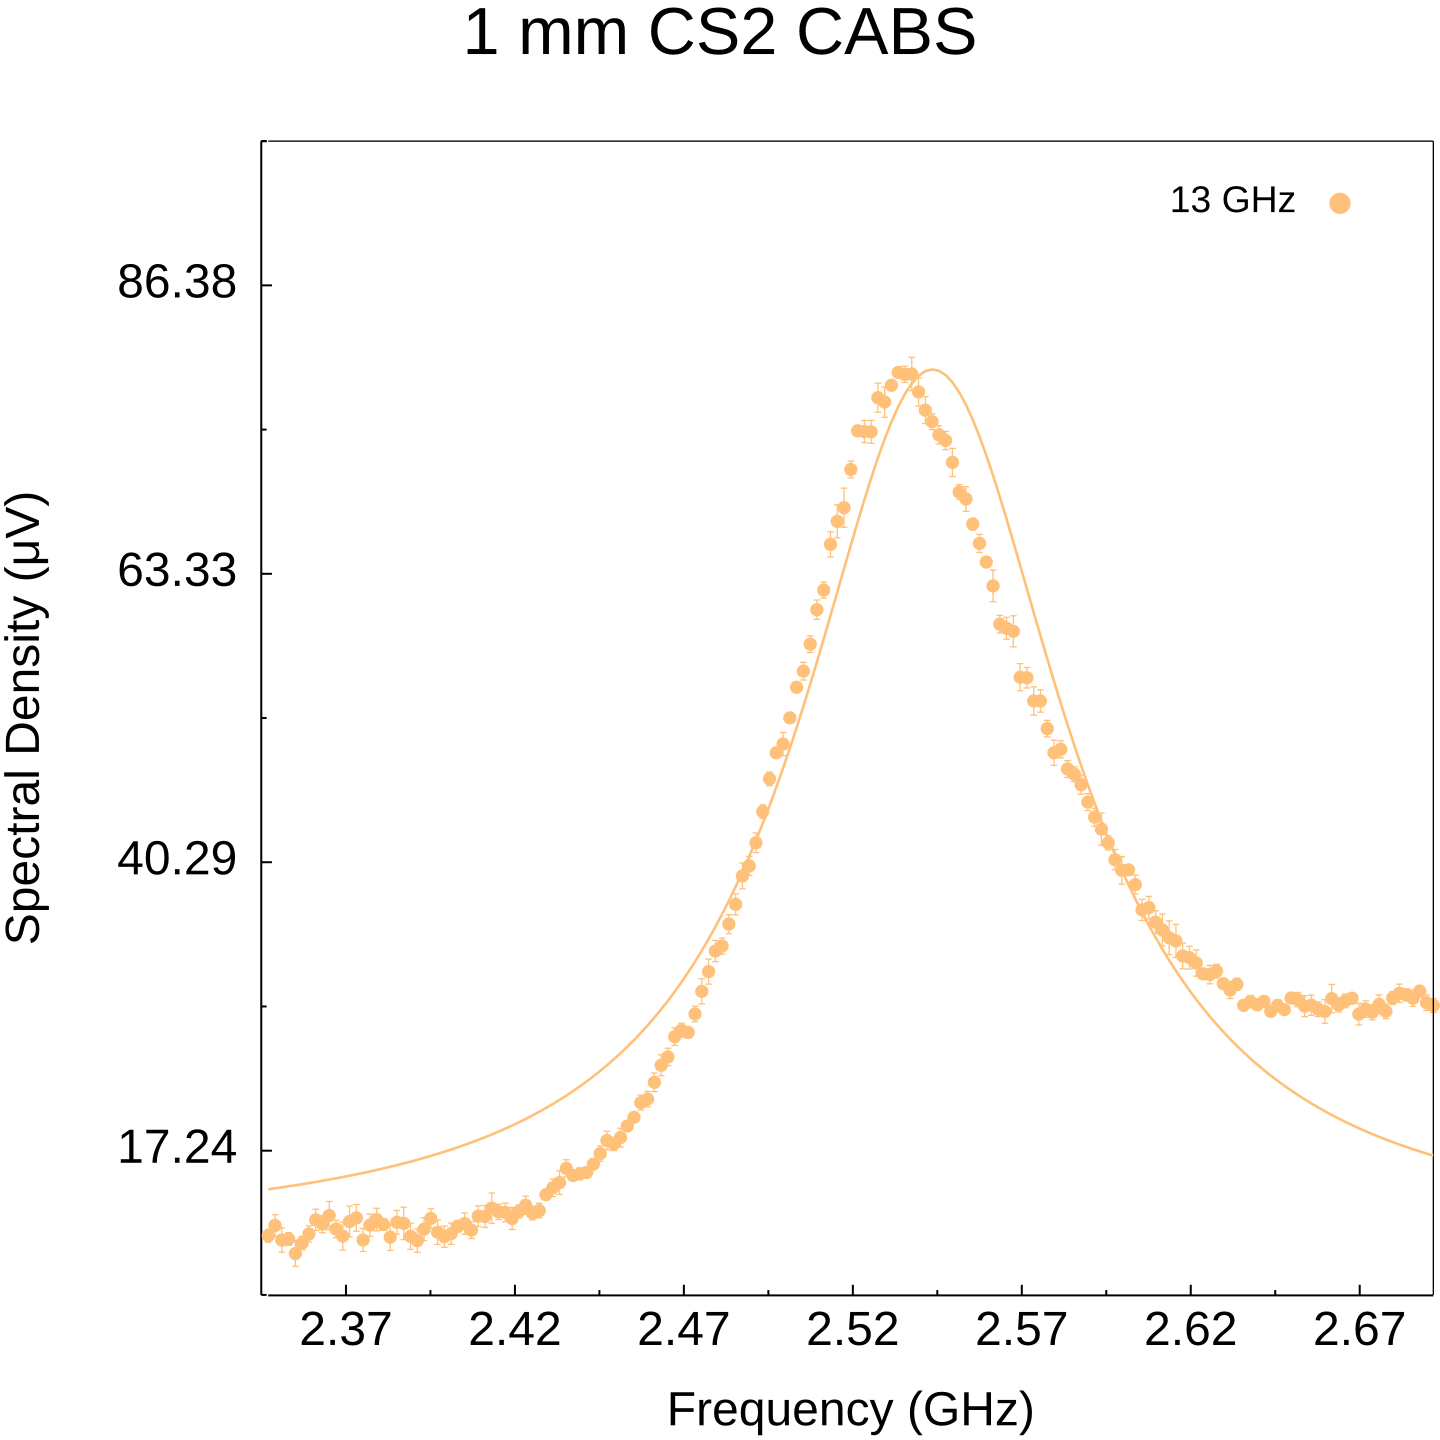 1 mm CS2 CABS
13 GHz
86.38
63.33
40.29
17.24
Spectral Density (μV)
2.37 2.42 2.47 2.52 2.57 2.62 2.67
Frequency (GHz)